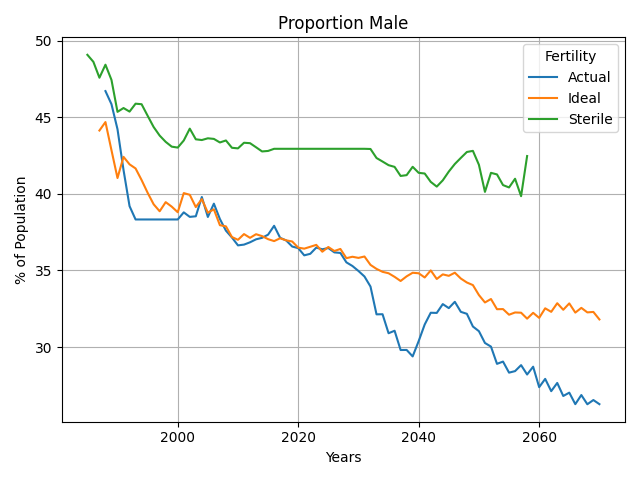 Proportion Male
50
45
40
35
30
% of Population
2000
2020
2040
2060
Years
Fertility
Actual
Ideal
Sterile